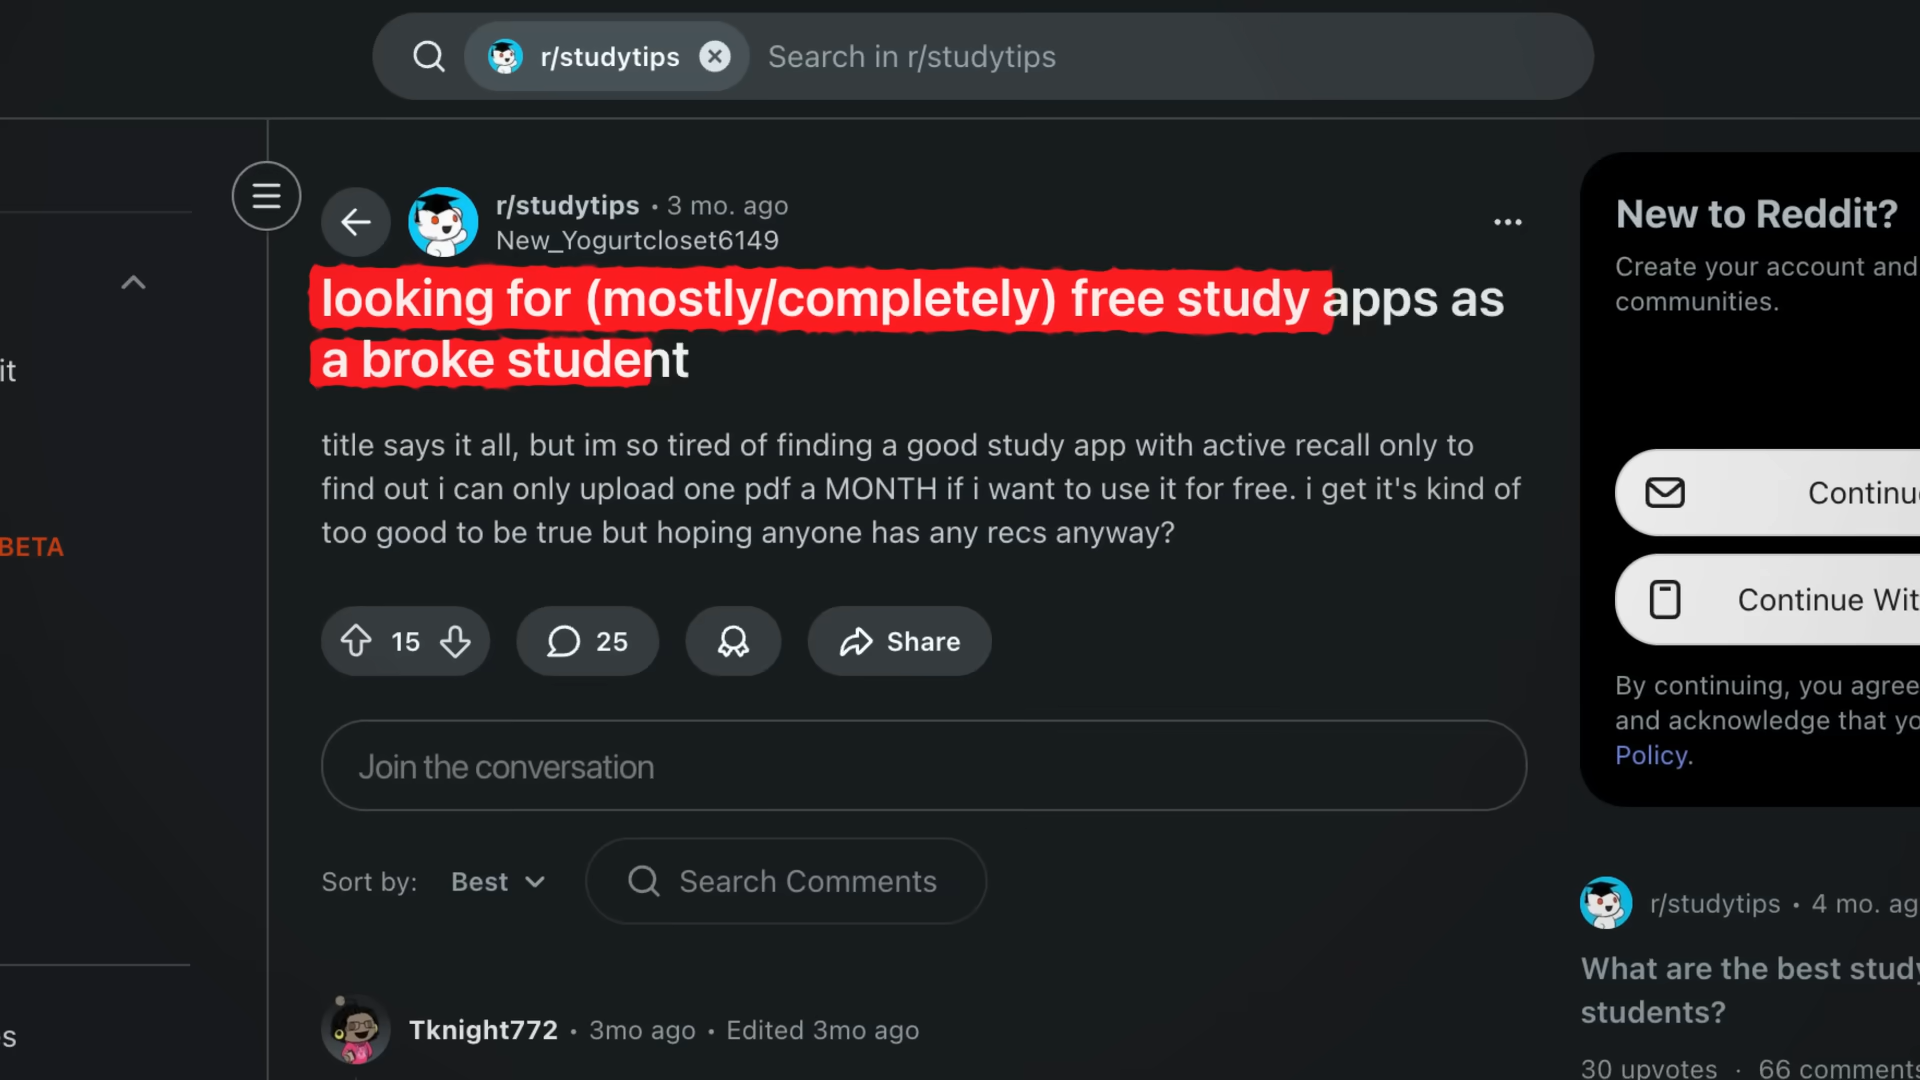 r/studytips
Search in r/studytips
r/studytips • 3 mo. ago
New_Yogurtcloset6149
looking for (mostly/completely) free study apps as
a broke student
title says it all, but im so tired of finding a good study app with active recall only to
find out i can only upload one pdf a MONTH if i want to use it for free. i get it's kind of
too good to be true but hoping anyone has any recs anyway?
15
25
Share
Join the conversation
Sort by: Best
Search Comments
Tknight772 • 3mo ago • Edited 3mo ago
it
BETA
s
New to Reddit?
Create your account and
communities.
Continue
Continue Wit
By continuing, you agree
and acknowledge that yo
Policy.
r/studytips • 4 mo. ag
What are the best study
students?
30 upvotes · 66 comments